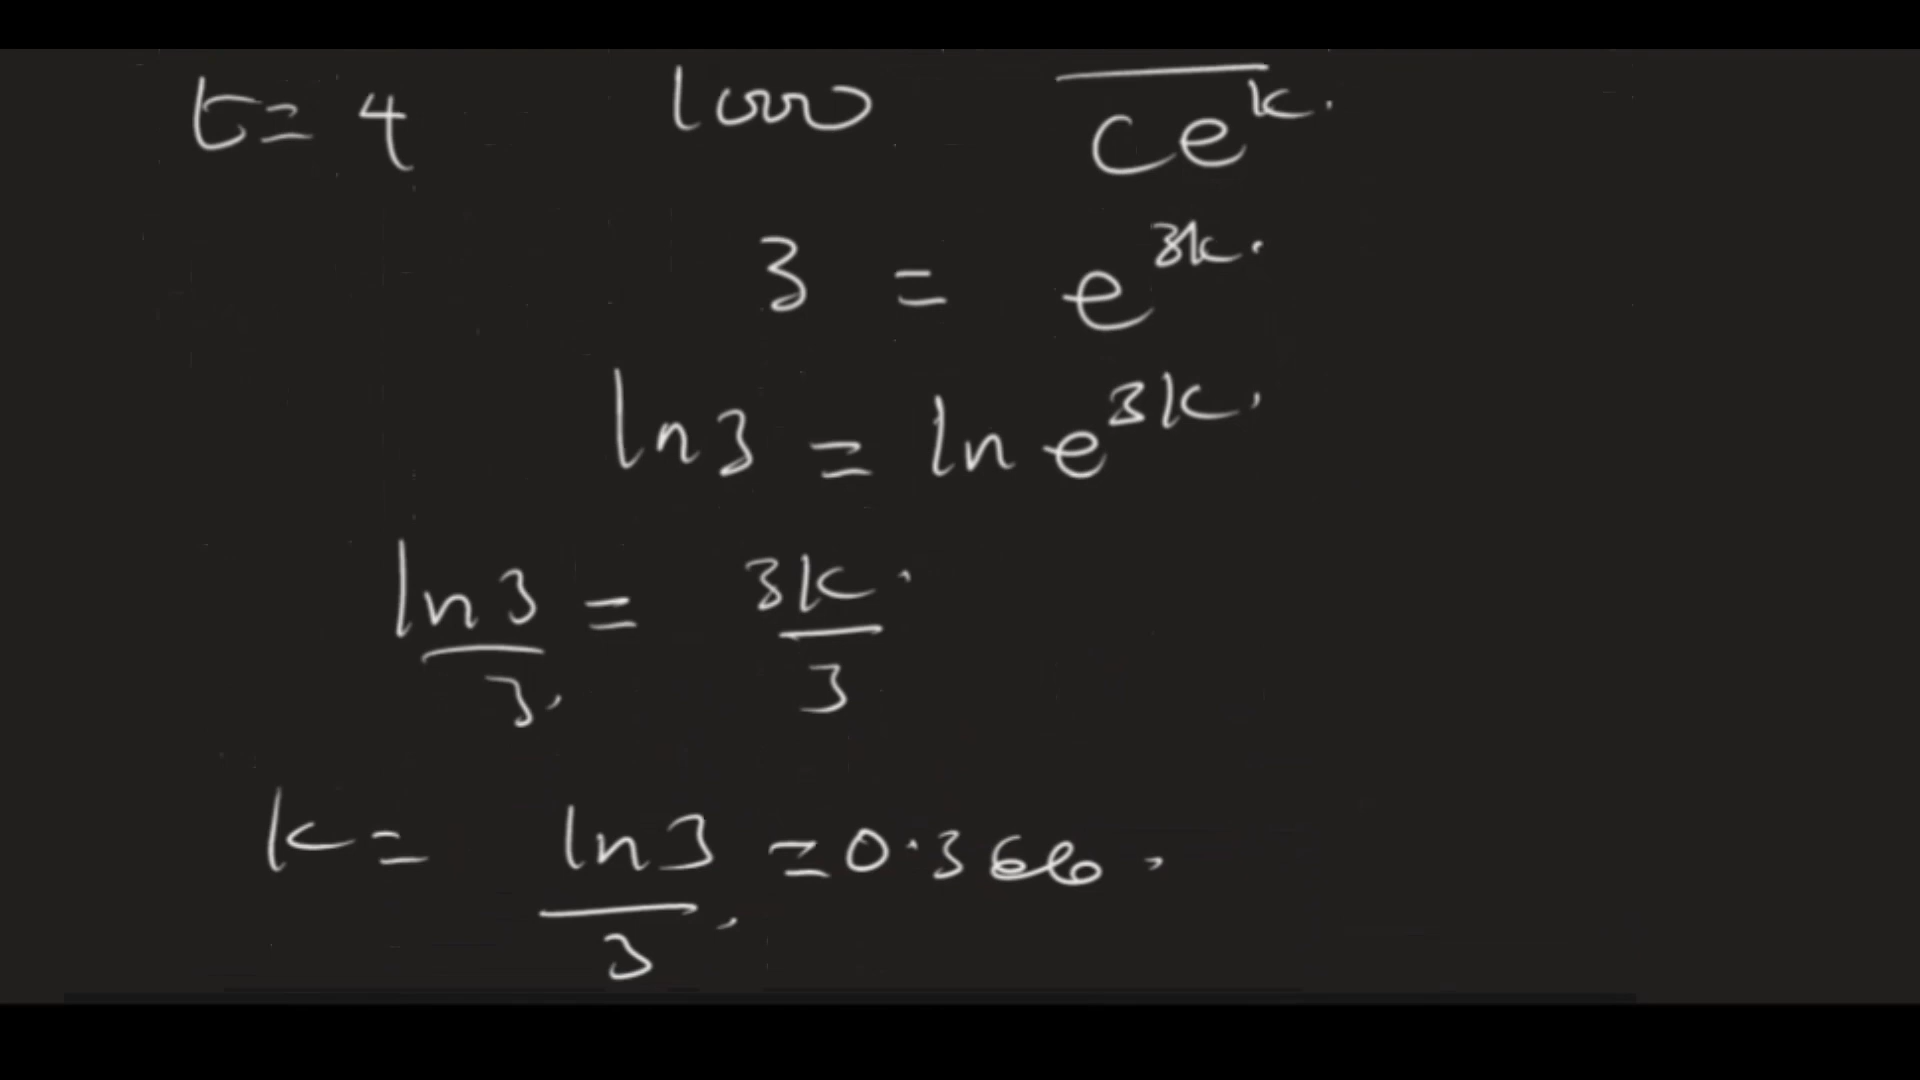 t= 4 1000 ce^k.
3 = e^3k.
ln3 = ln e^3k.
ln3/3. = 3k./3
k= ln3/3. =0.366.